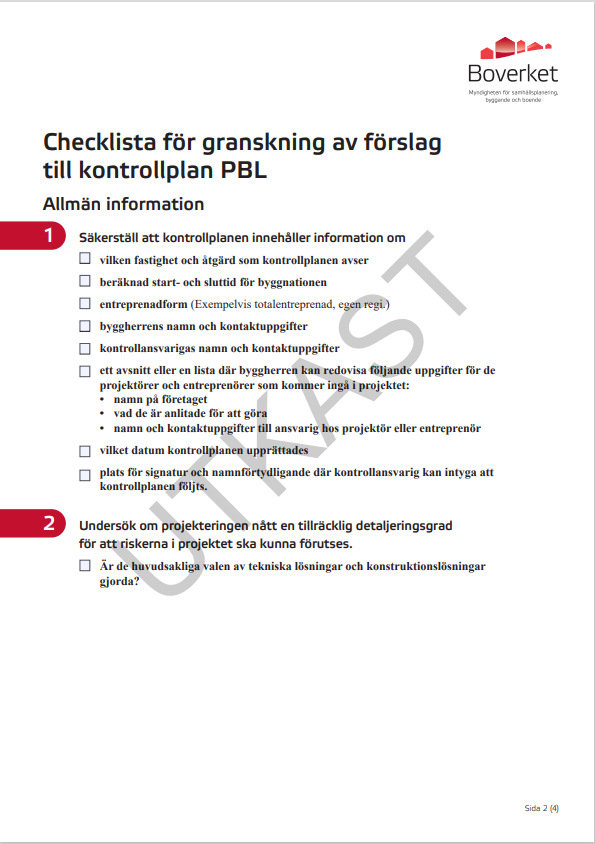 Boverket
Myndigheten för samhällsplanering,
byggande och boende
Checklista för granskning av förslag
till kontrollplan PBL
Allmän information
1
Säkerställ att kontrollplanen innehåller information om
vilken fastighet och åtgärd som kontrollplanen avser
beräknad start- och sluttid för byggnationen
entreprenadform (Exempelvis totalentreprenad, egen regi.)
byggherrens namn och kontaktuppgifter
kontrollansvarigas namn och kontaktuppgifter
ett avsnitt eller en lista där byggherren kan redovisa följande uppgifter för de
projektörer och entreprenörer som kommer ingå i projektet:
• namn på företaget
• vad de är anlitade för att göra
• namn och kontaktuppgifter till ansvarig hos projektör eller entreprenör
vilket datum kontrollplanen upprättades
plats för signatur och namnförtydligande där kontrollansvarig kan intyga att
kontrollplanen följts.
2
Undersök om projekteringen nått en tillräcklig detaljeringsgrad
för att riskerna i projektet ska kunna förutses.
Är de huvudsakliga valen av tekniska lösningar och konstruktionslösningar
gjorda?
UTKAST
Sida 2 (4)